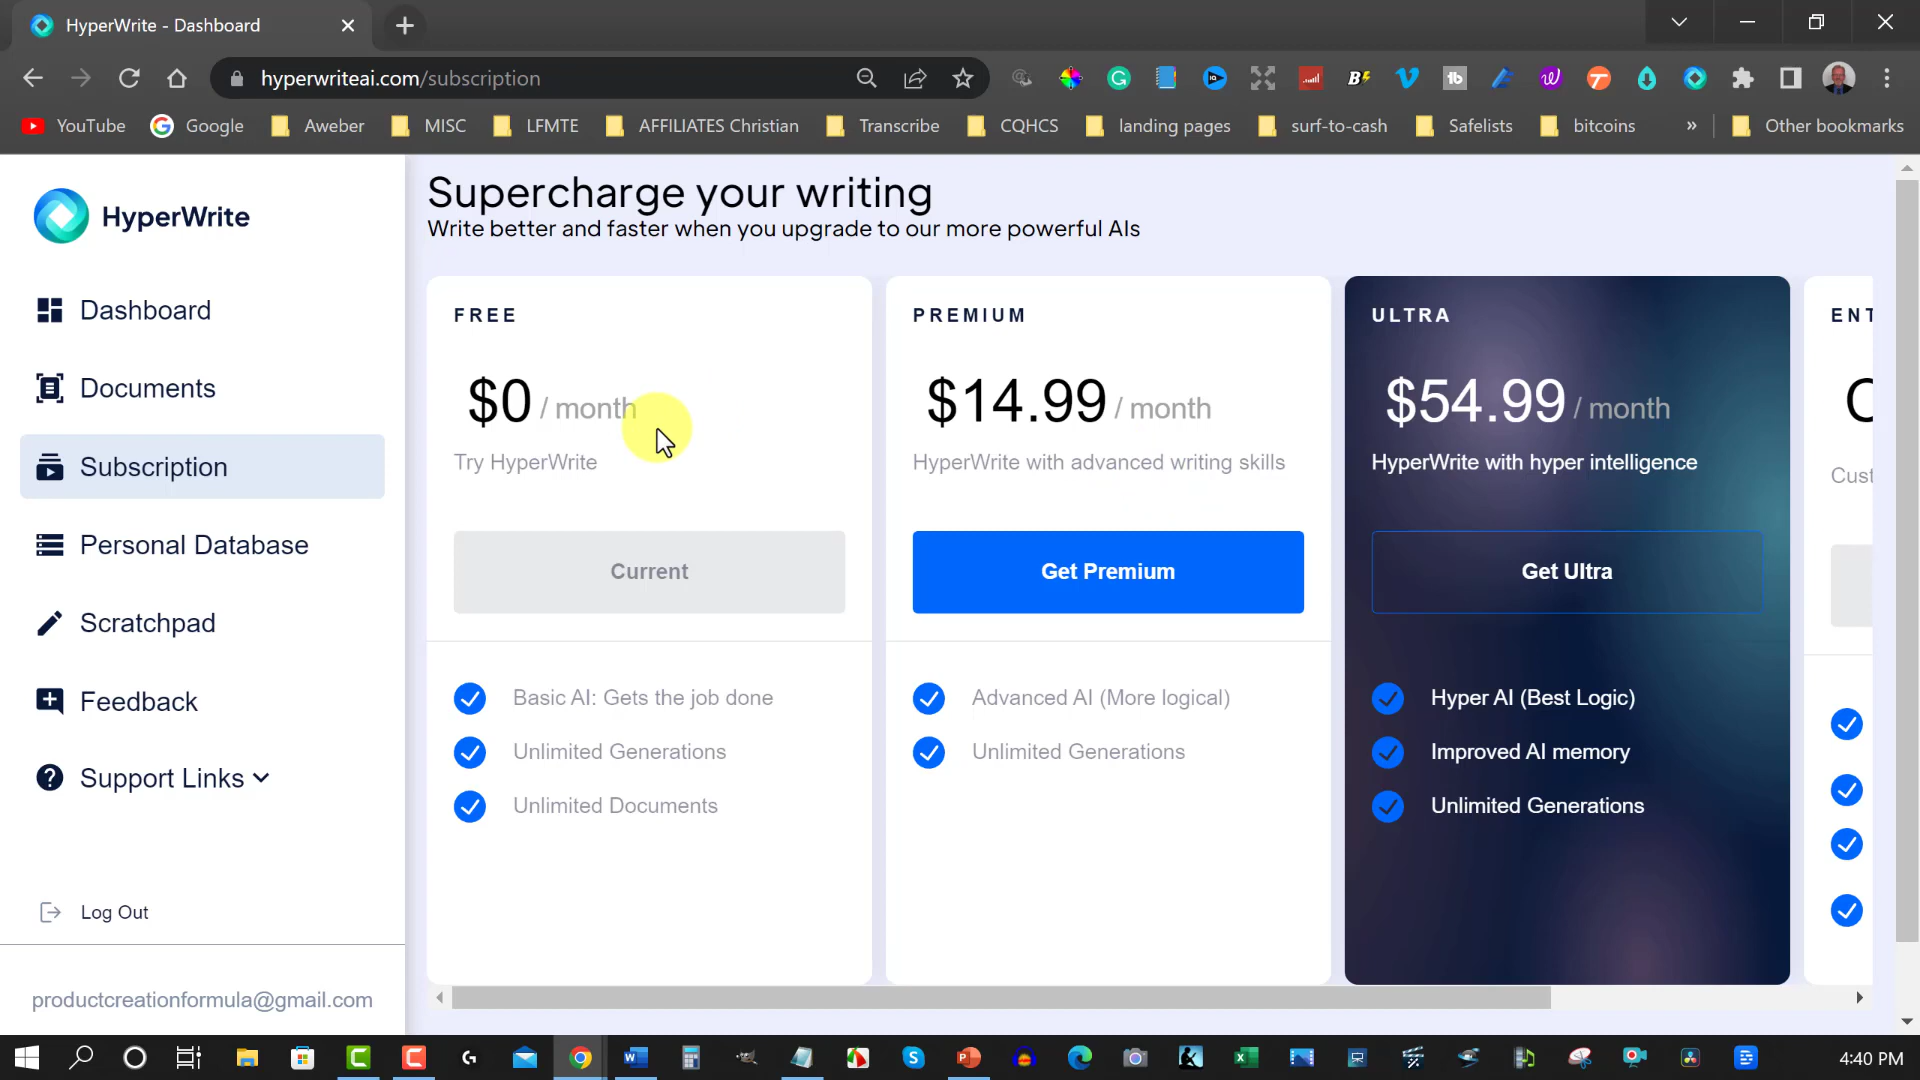 HyperWrite - Dashboard
hyperwriteai.com/subscription
YouTube
Google
Aweber
MISC
LFMTE
AFFILIATES Christian
Transcribe
CQHCS
landing pages
surf-to-cash
Safelists
bitcoins
»
Other bookmarks
HyperWrite
Dashboard
Documents
Subscription
Personal Database
Scratchpad
Feedback
Support Links
Log Out
productcreationformula@gmail.com
Supercharge your writing
Write better and faster when you upgrade to our more powerful AIs
FREE
$0 / month
Try HyperWrite
Current
Basic AI: Gets the job done
Unlimited Generations
Unlimited Documents
PREMIUM
$14.99 / month
HyperWrite with advanced writing skills
Get Premium
Advanced AI (More logical)
Unlimited Generations
ULTRA
$54.99 / month
HyperWrite with hyper intelligence
Get Ultra
Hyper AI (Best Logic)
Improved AI memory
Unlimited Generations
ENT
C
Cust
4:40 PM